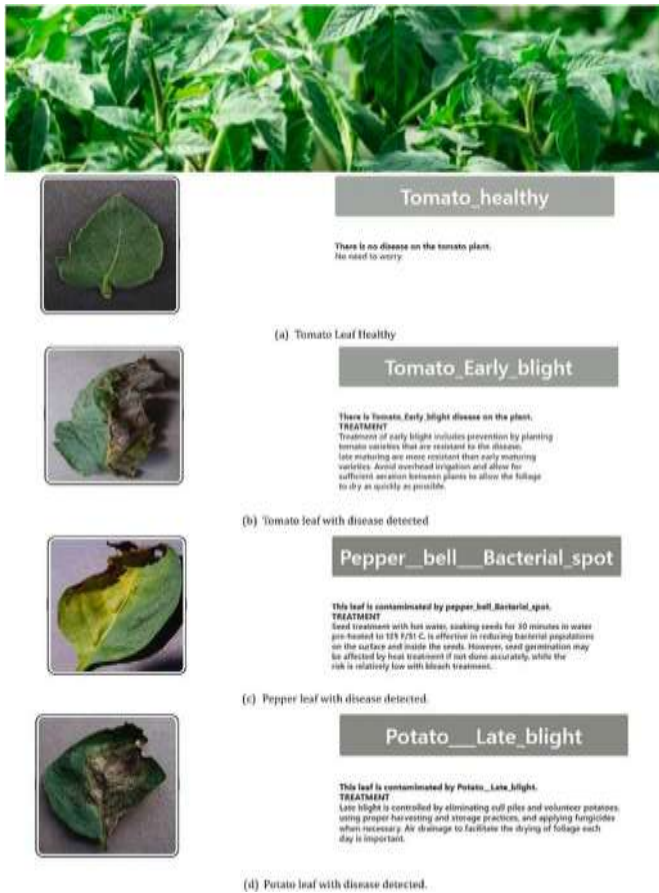 Tomato_healthy
There is no disease on the tomato plant.
No need to worry.
(a) Tomato Leaf Healthy
Tomato_Early_blight
There is Tomato_Early_blight disease on the plant.
TREATMENT
Treatment of early blight includes prevention by planting
tomato varieties that are resistant to the disease;
late maturing are more resistant than early maturing
varieties. Avoid overhead irrigation and allow for
sufficient aeration between plants to allow the foliage
to dry as quickly as possible.
(b) Tomato leaf with disease detected
Pepper__bell___Bacterial_spot
This leaf is contamimated by pepper_bell_Bacterial_spot.
TREATMENT
Seed treatment with hot water, soaking seeds for 30 minutes in water
pre-heated to 125 F/51 C, is effective in reducing bacterial populations
on the surface and inside the seeds. However, seed germination may
be affected by heat treatment if not done accurately, while the
risk is relatively low with bleach treatment.
(c) Pepper leaf with disease detected.
Potato___Late_blight
This leaf is contamimated by Potato__Late_blight.
TREATMENT
Late blight is controlled by eliminating cull piles and volunteer potatoes,
using proper harvesting and storage practices, and applying fungicides
when necessary. Air drainage to facilitate the drying of foliage each
day is important.
(d) Potato leaf with disease detected.